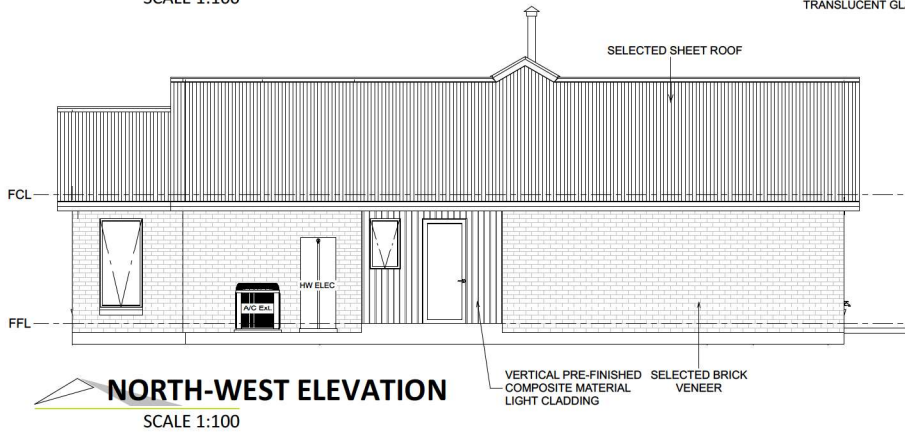 SCALE 1:100
TRANSLUCENT GL
SELECTED SHEET ROOF
FCL
HW ELEC
A/C Ext.
FFL
VERTICAL PRE-FINISHED
COMPOSITE MATERIAL
LIGHT CLADDING
SELECTED BRICK
VENEER
NORTH-WEST ELEVATION
SCALE 1:100